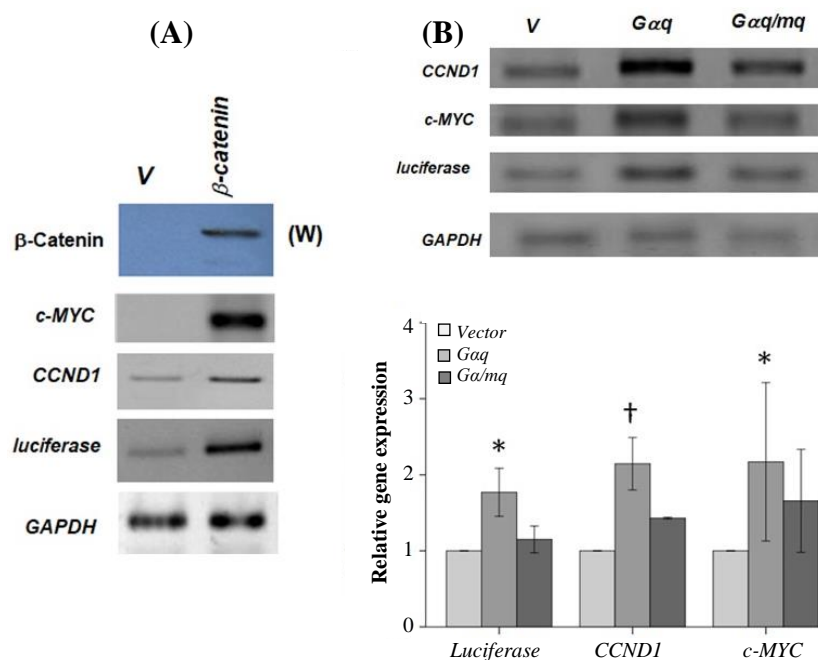 (A)
V β-catenin
β-Catenin (W)
c-MYC
CCND1
luciferase
GAPDH
(B)
V Gαq Gαq/mq
CCND1
c-MYC
luciferase
GAPDH
Relative gene expression
4
3
2
1
0
Vector
Gαq
Gα/mq
* † *
Luciferase CCND1 c-MYC